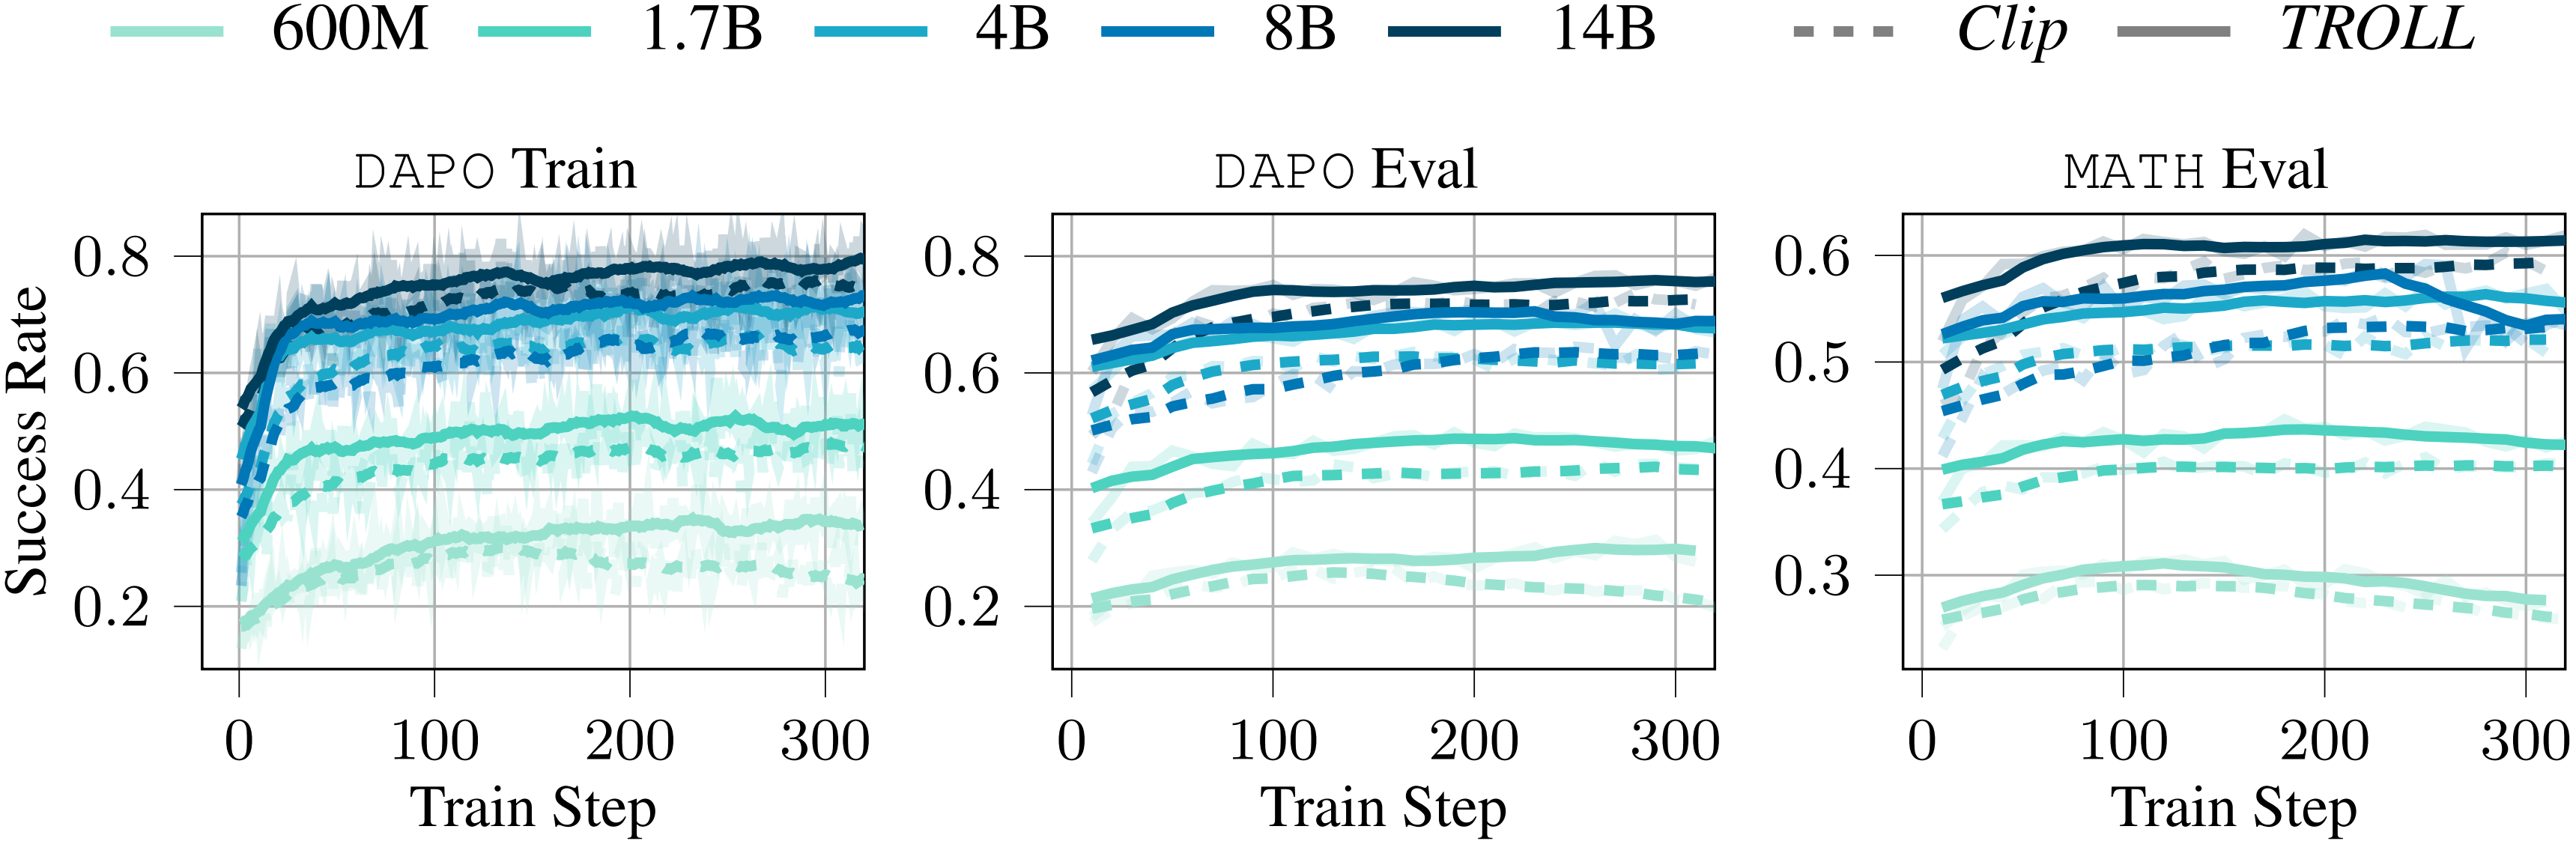 600M 1.7B 4B 8B 14B Clip TROLL
DAPO Train
DAPO Eval
MATH Eval
Success Rate
0.8
0.6
0.4
0.2
0 100 200 300
Train Step
0.8
0.6
0.4
0.2
0 100 200 300
Train Step
0.6
0.5
0.4
0.3
0 100 200 300
Train Step